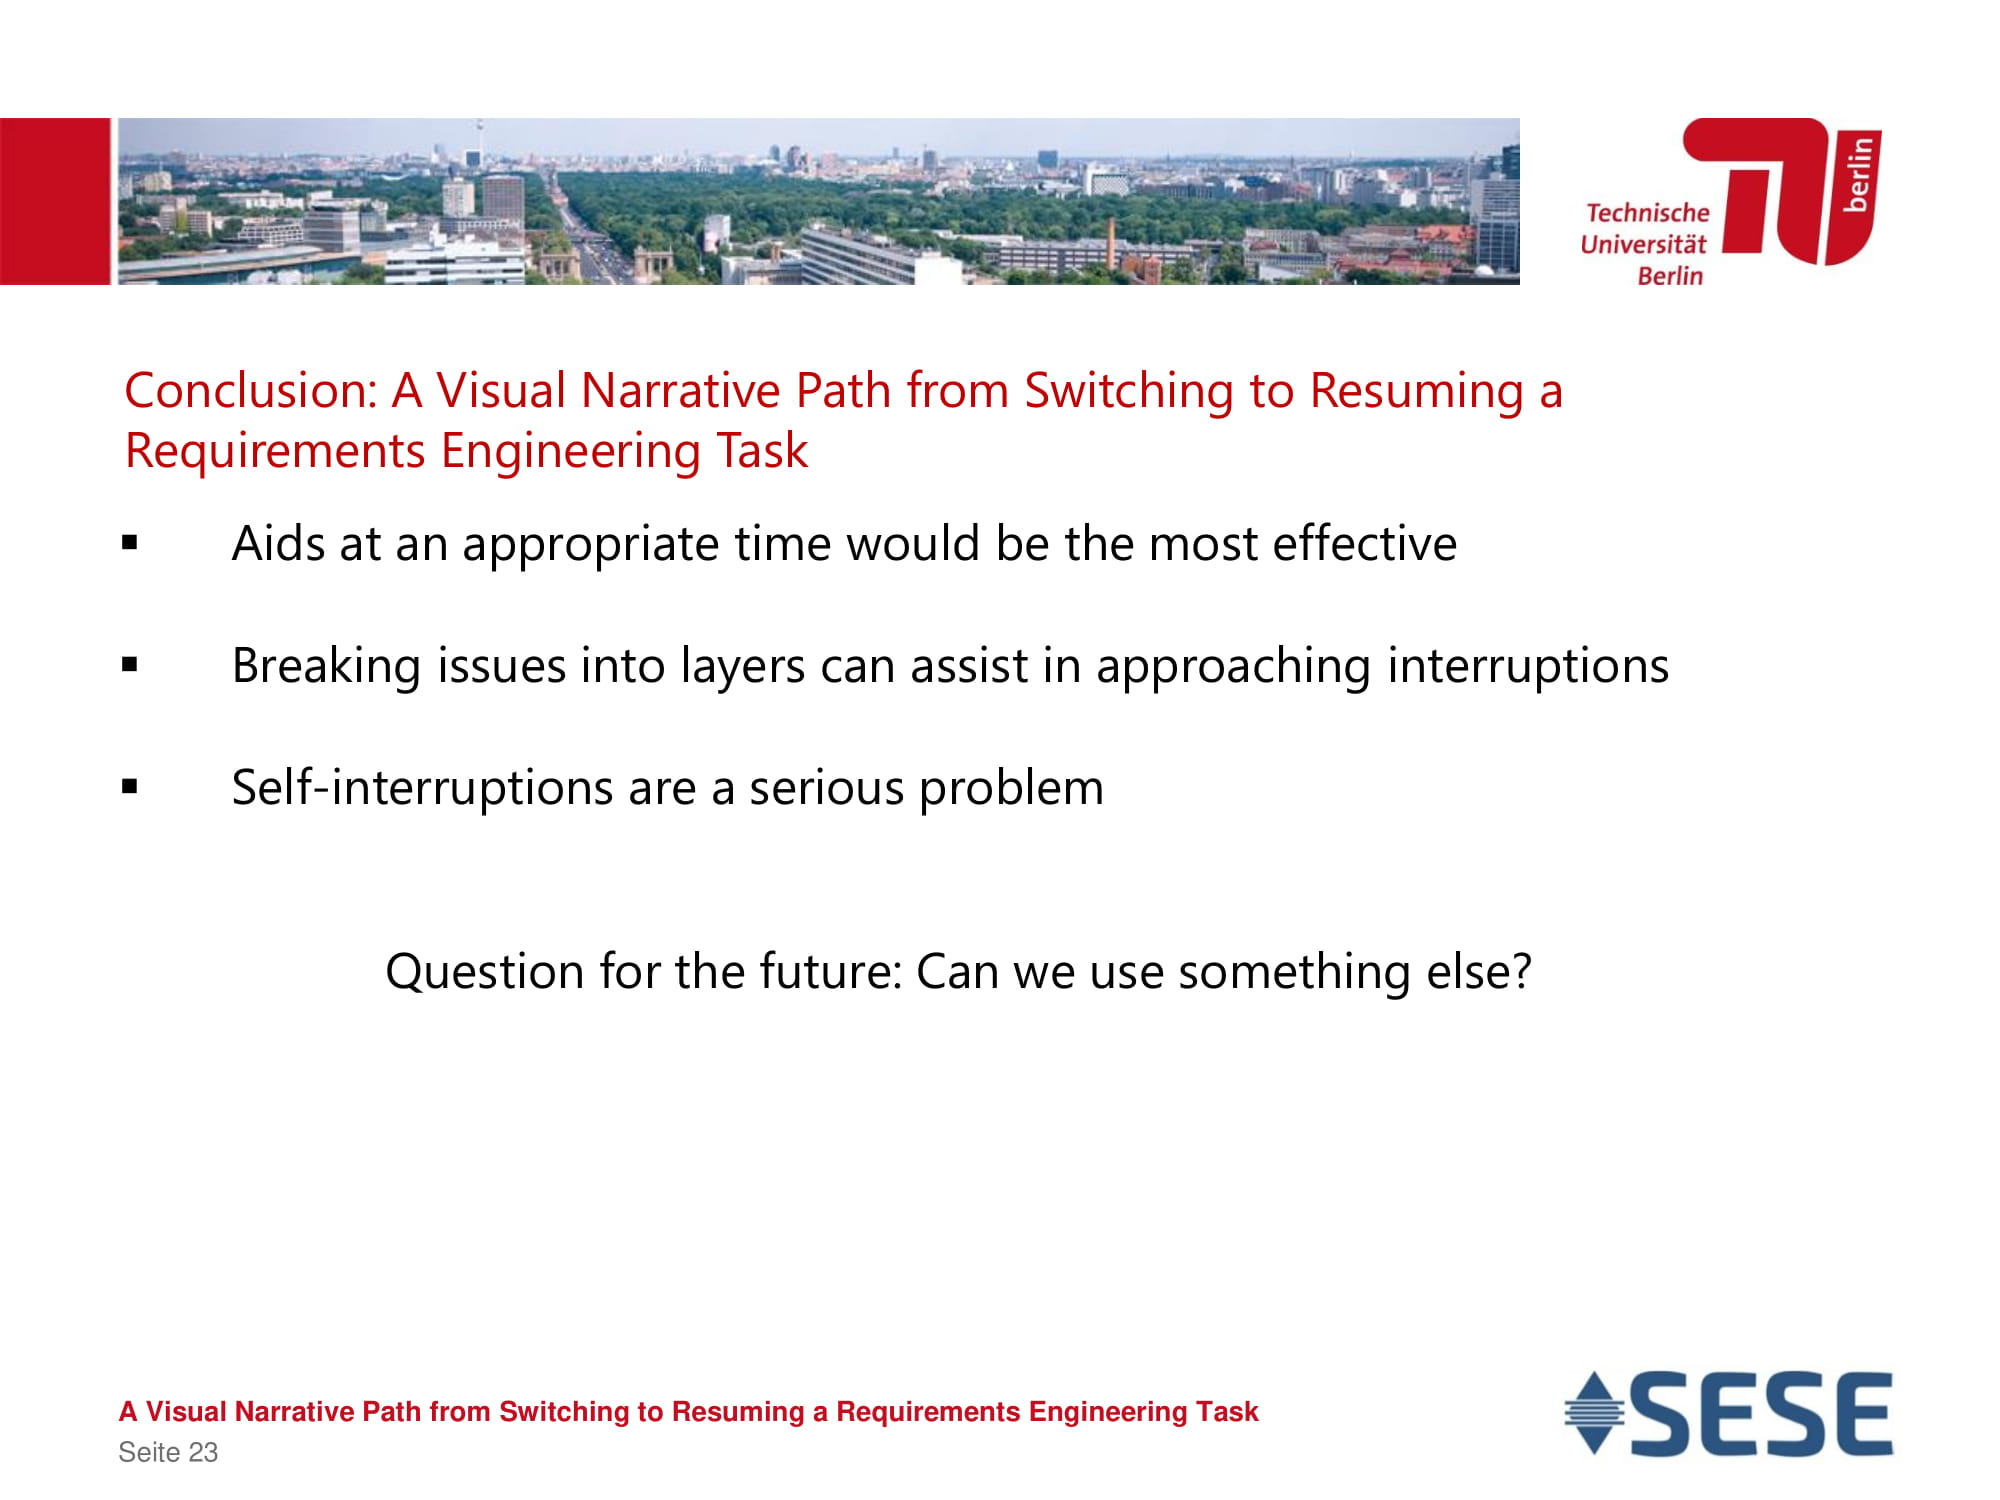 Technische
Universität
Berlin
berlin
Conclusion: A Visual Narrative Path from Switching to Resuming a
Requirements Engineering Task
▪ Aids at an appropriate time would be the most effective
▪ Breaking issues into layers can assist in approaching interruptions
▪ Self-interruptions are a serious problem
Question for the future: Can we use something else?
A Visual Narrative Path from Switching to Resuming a Requirements Engineering Task
Seite 23
SESE